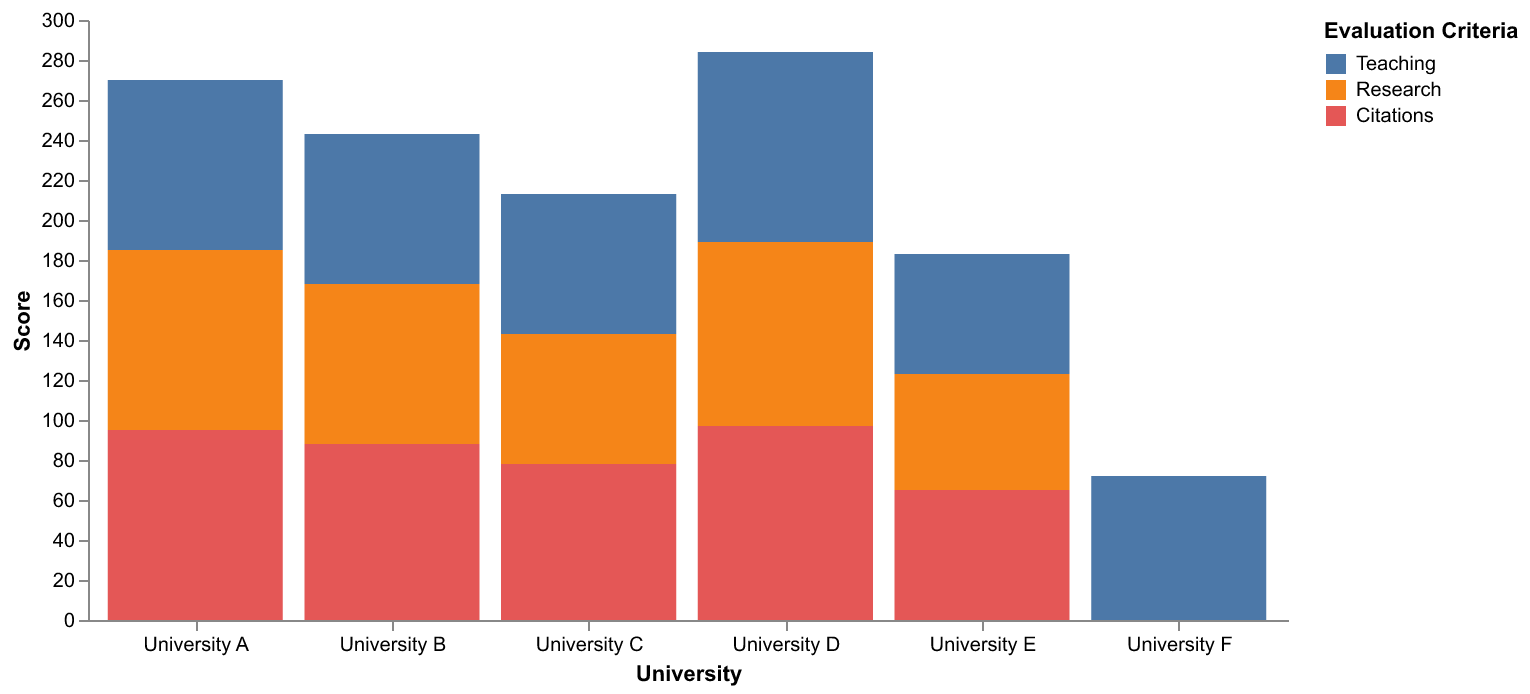 300
280
260
240
220
200
180
160
140
120
100
80
60
40
20
0
Score
University A University B University C University D University E University F
University
Evaluation Criteria
Teaching
Research
Citations